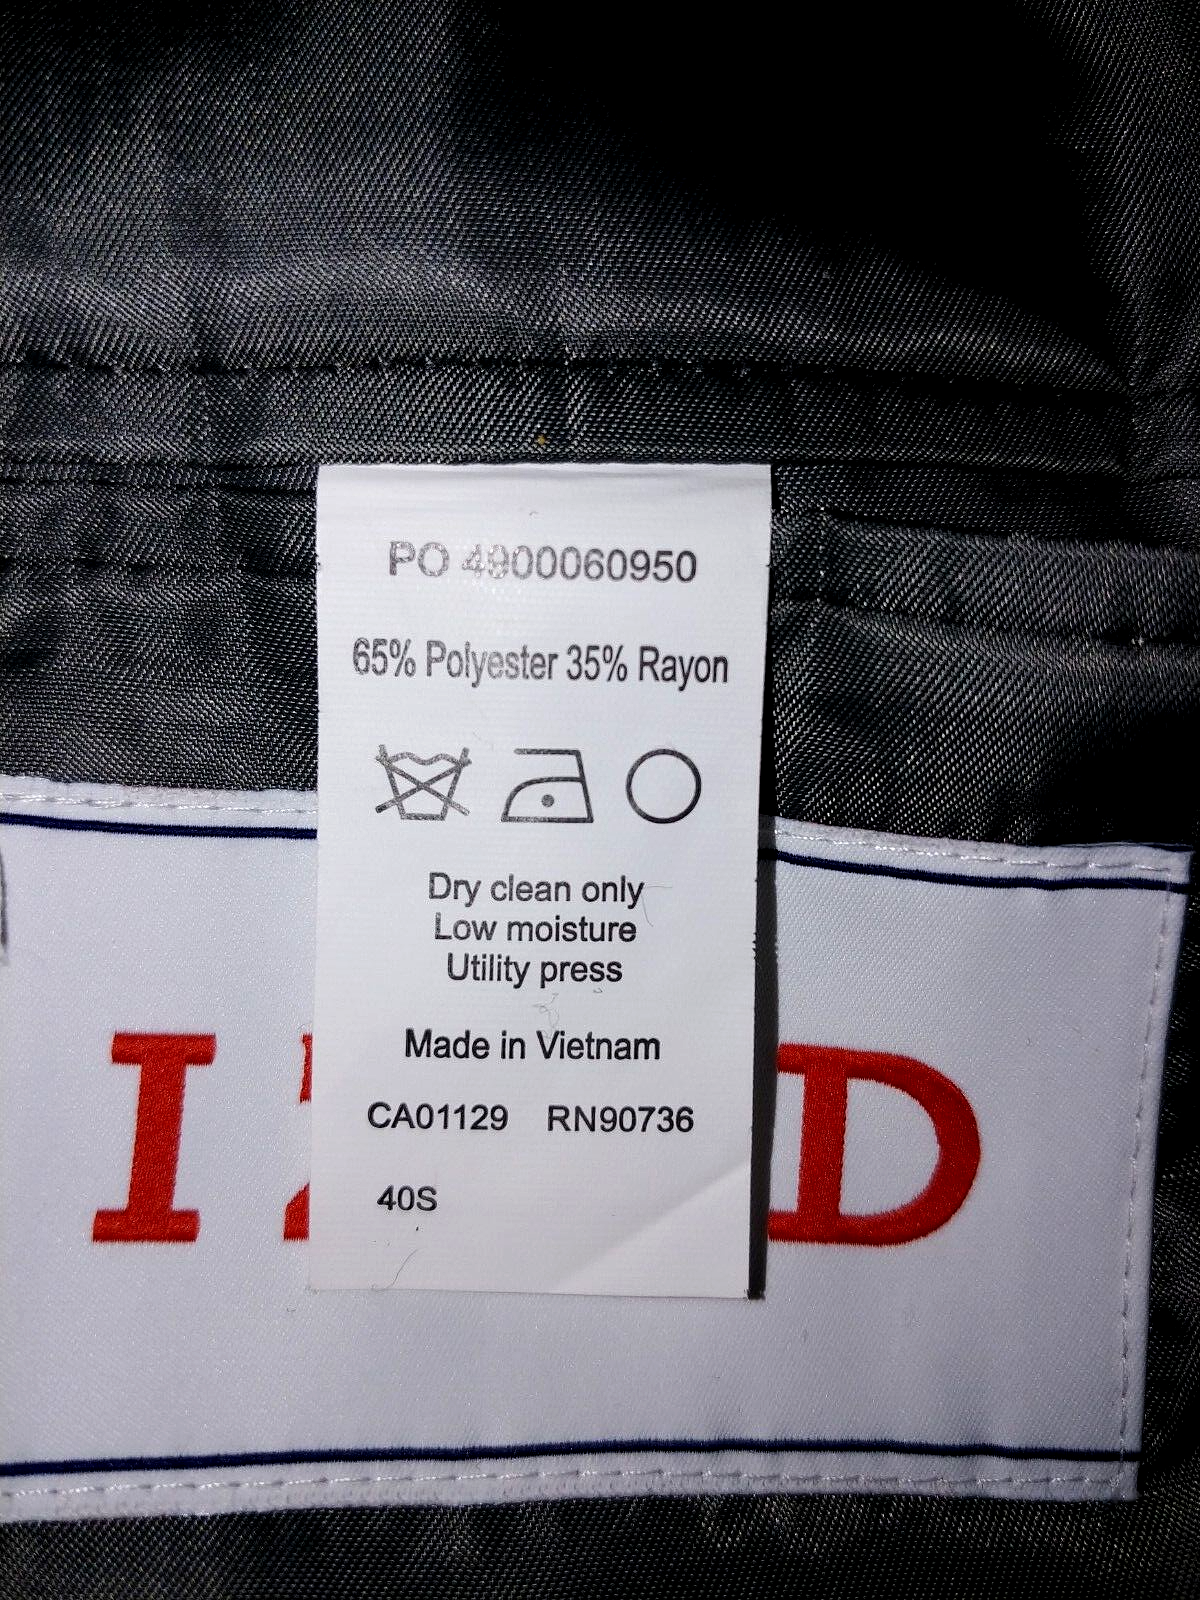 PO 4900060950
65% Polyester 35% Rayon
Dry clean only
Low moisture
Utility press
Made in Vietnam
CA01129 RN90736
40S